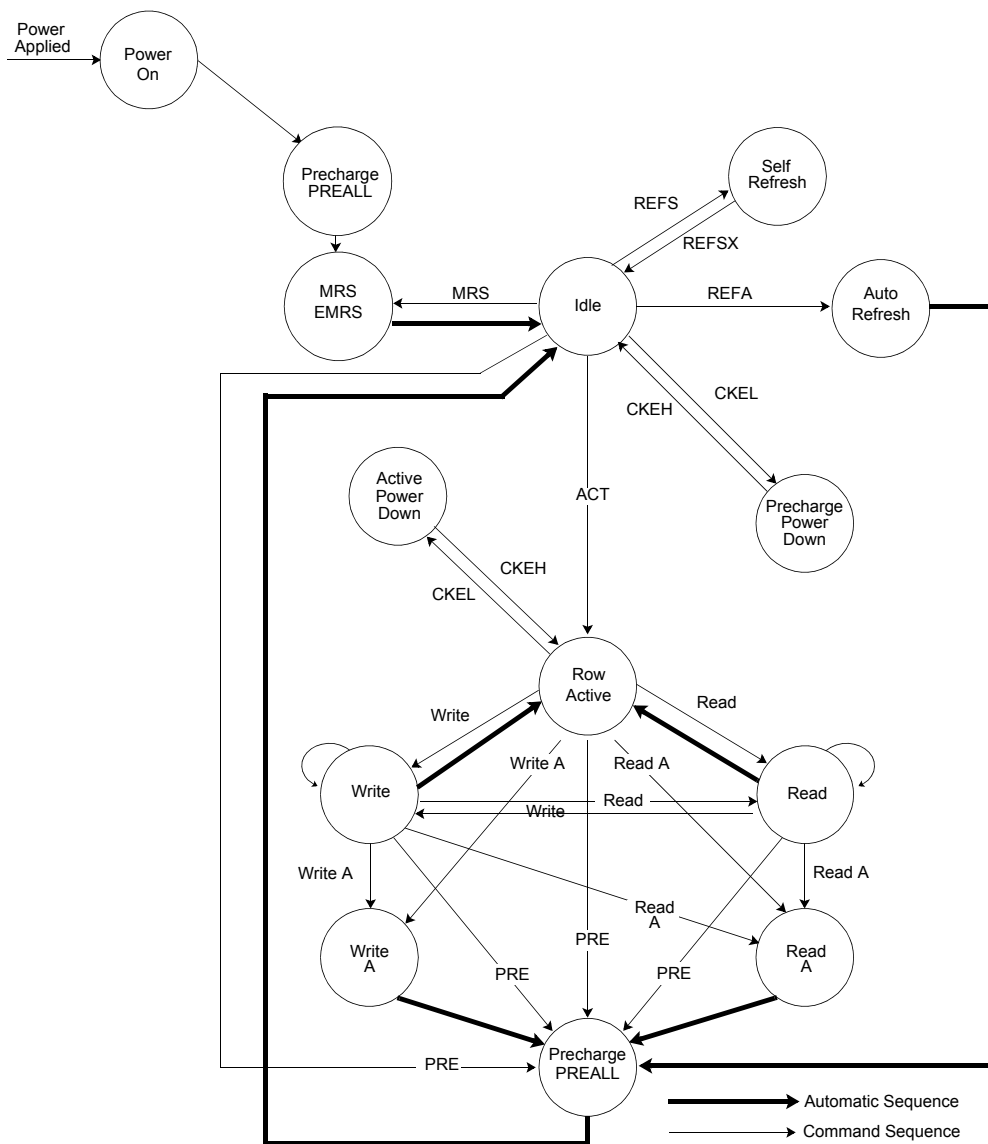 Power
Applied
Power
On
Precharge
PREALL
Self
Refresh
REFS
REFSX
MRS
EMRS
MRS
Idle
REFA
Auto
Refresh
CKEL
CKEH
Active
Power
Down
ACT
Precharge
Power
Down
CKEH
CKEL
Row
Active
Write
Read
Write A
Read A
Write
Read
Write
Read
Write A
Read A
Read
A
Write
A
PRE
Read
A
PRE
PRE
Precharge
PREALL
PRE
Automatic Sequence
Command Sequence